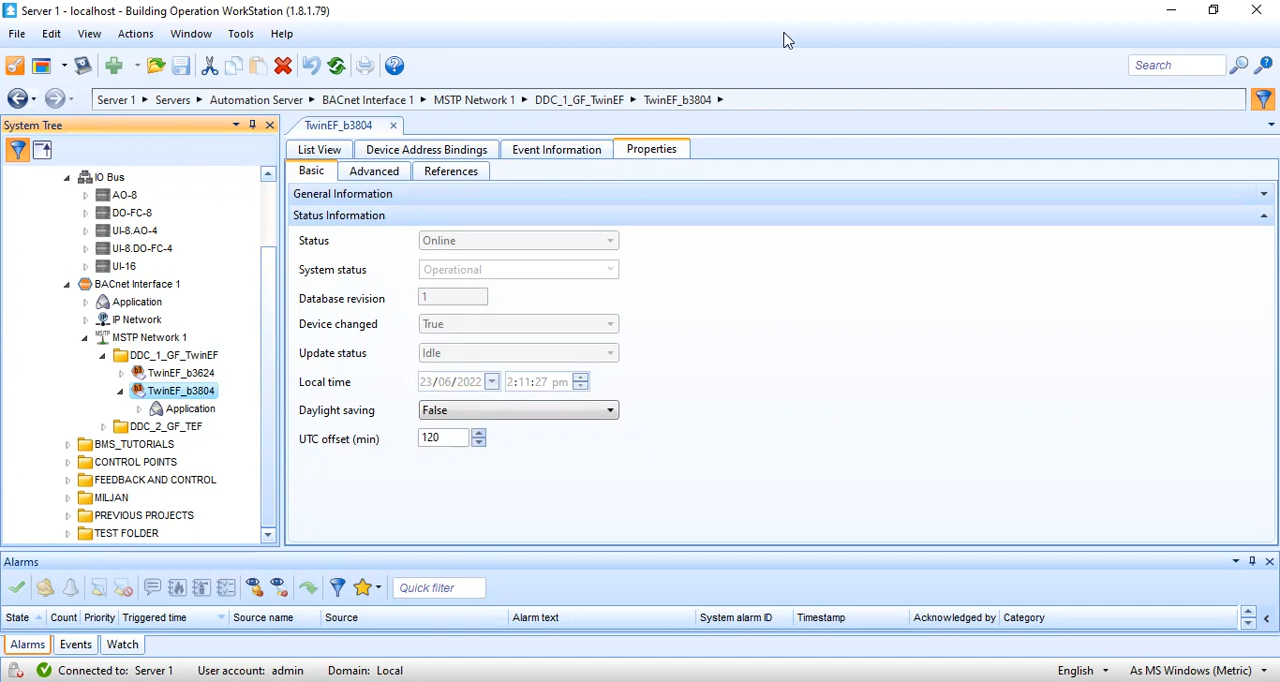 Server 1 - localhost - Building Operation WorkStation (1.8.1.79)
File Edit View Actions Window Tools Help
Search
Server 1 Servers Automation Server BACnet Interface 1 MSTP Network 1 DDC_1_GF_TwinEF TwinEF_b3804
System Tree
TwinEF_b3804
List View Device Address Bindings Event Information Properties
Basic Advanced References
General Information
Status Information
Status Online
System status Operational
Database revision 1
Device changed True
Update status Idle
Local time 23/06/2022 2:11:27 pm
Daylight saving False
UTC offset (min) 120
IO Bus
AO-8
DO-FC-8
UI-8.AO-4
UI-8.DO-FC-4
UI-16
BACnet Interface 1
Application
IP Network
MS/TP
MSTP Network 1
DDC_1_GF_TwinEF
TwinEF_b3624
TwinEF_b3804
Application
DDC_2_GF_TEF
BMS_TUTORIALS
CONTROL POINTS
FEEDBACK AND CONTROL
MILJAN
PREVIOUS PROJECTS
TEST FOLDER
Alarms
Quick filter
State Count Priority Triggered time Source name Source Alarm text System alarm ID Timestamp Acknowledged by Category
Alarms Events Watch
Connected to: Server 1 User account: admin Domain: Local English As MS Windows (Metric)